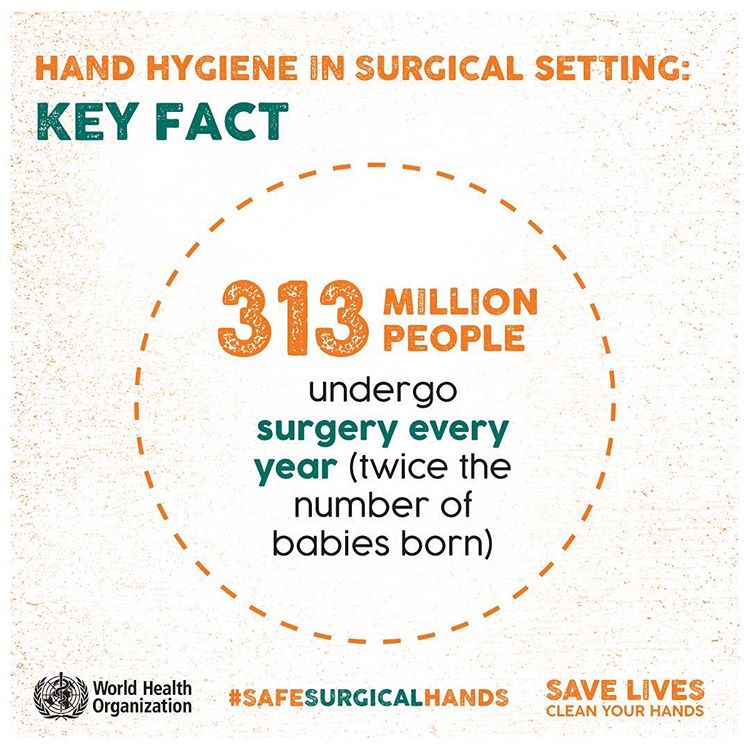 HAND HYGIENE IN SURGICAL SETTING:
KEY FACT
313 MILLION
PEOPLE
undergo
surgery every
year (twice the
number of
babies born)
World Health
Organization
#SAFESURGICALHANDS
SAVE LIVES
CLEAN YOUR HANDS